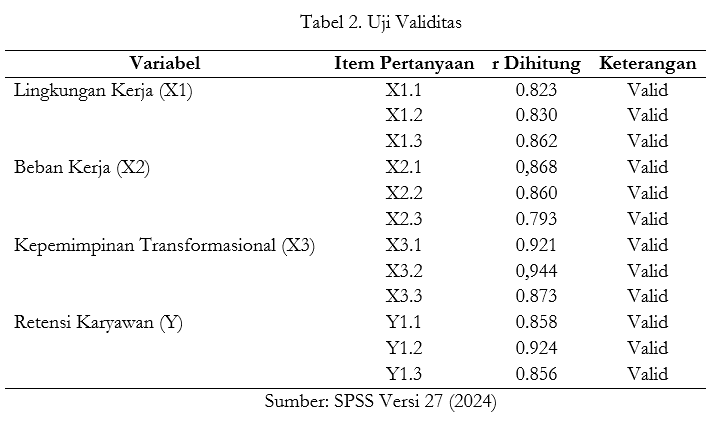 Tabel 2. Uji Validitas
Variabel Item Pertanyaan r Dihitung Keterangan
Lingkungan Kerja (X1) X1.1 0.823 Valid
X1.2 0.830 Valid
X1.3 0.862 Valid
Beban Kerja (X2) X2.1 0,868 Valid
X2.2 0.860 Valid
X2.3 0.793 Valid
Kepemimpinan Transformasional (X3) X3.1 0.921 Valid
X3.2 0,944 Valid
X3.3 0.873 Valid
Retensi Karyawan (Y) Y1.1 0.858 Valid
Y1.2 0.924 Valid
Y1.3 0.856 Valid
Sumber: SPSS Versi 27 (2024)